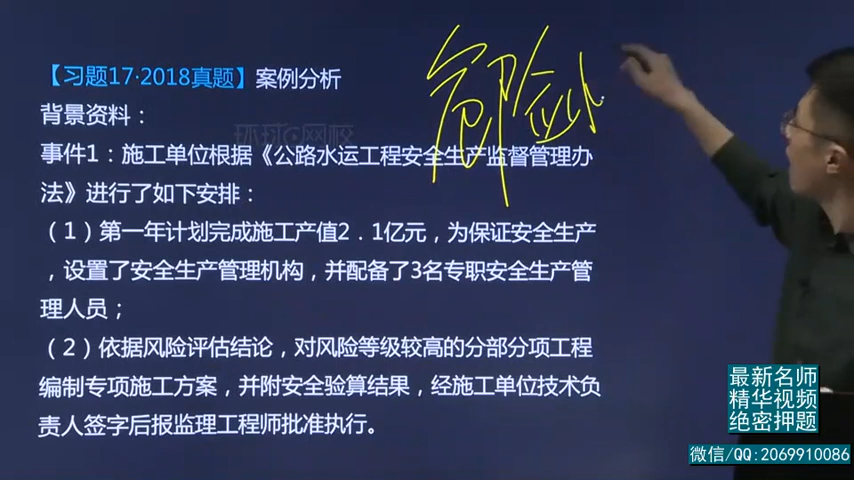 【习题17·2018真题】案例分析
背景资料：
环球网校
事件1：施工单位根据《公路水运工程安全生产监督管理办
法》进行了如下安排：
（1）第一年计划完成施工产值2．1亿元，为保证安全生产
，设置了安全生产管理机构，并配备了3名专职安全生产管
理人员；
（2）依据风险评估结论，对风险等级较高的分部分项工程
编制专项施工方案，并附安全验算结果，经施工单位技术负
责人签字后报监理工程师批准执行。
最新名师
精华视频
绝密押题
微信/QQ:2069910086